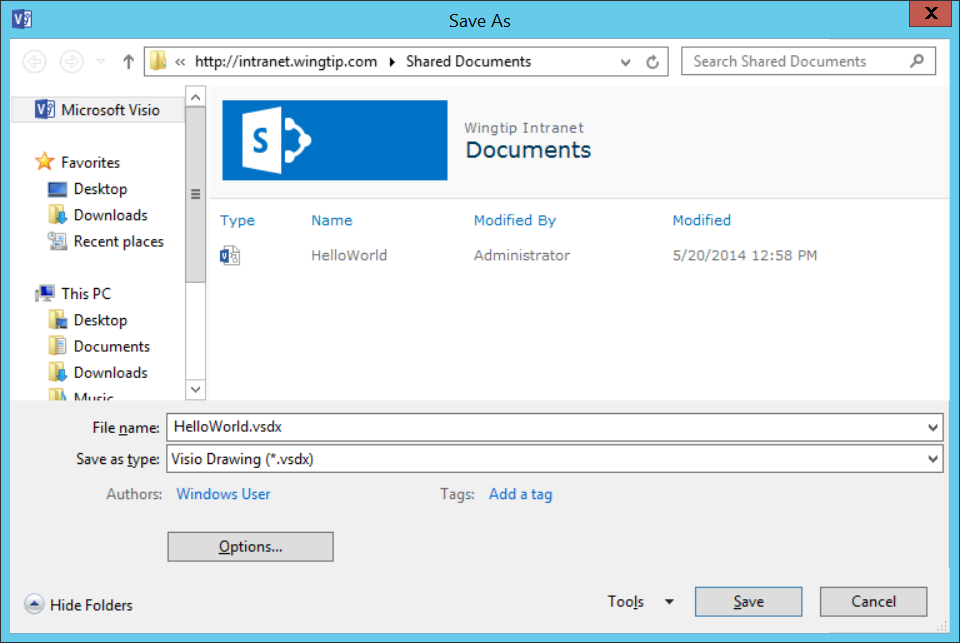 Save As
« http://intranet.wingtip.com Shared Documents
Search Shared Documents
Microsoft Visio
Favorites
Desktop
Downloads
Recent places
This PC
Desktop
Documents
Downloads
Music
Wingtip Intranet
Documents
Type Name Modified By Modified
HelloWorld Administrator 5/20/2014 12:58 PM
File name: HelloWorld.vsdx
Save as type: Visio Drawing (*.vsdx)
Authors: Windows User Tags: Add a tag
Options...
Hide Folders Tools Save Cancel